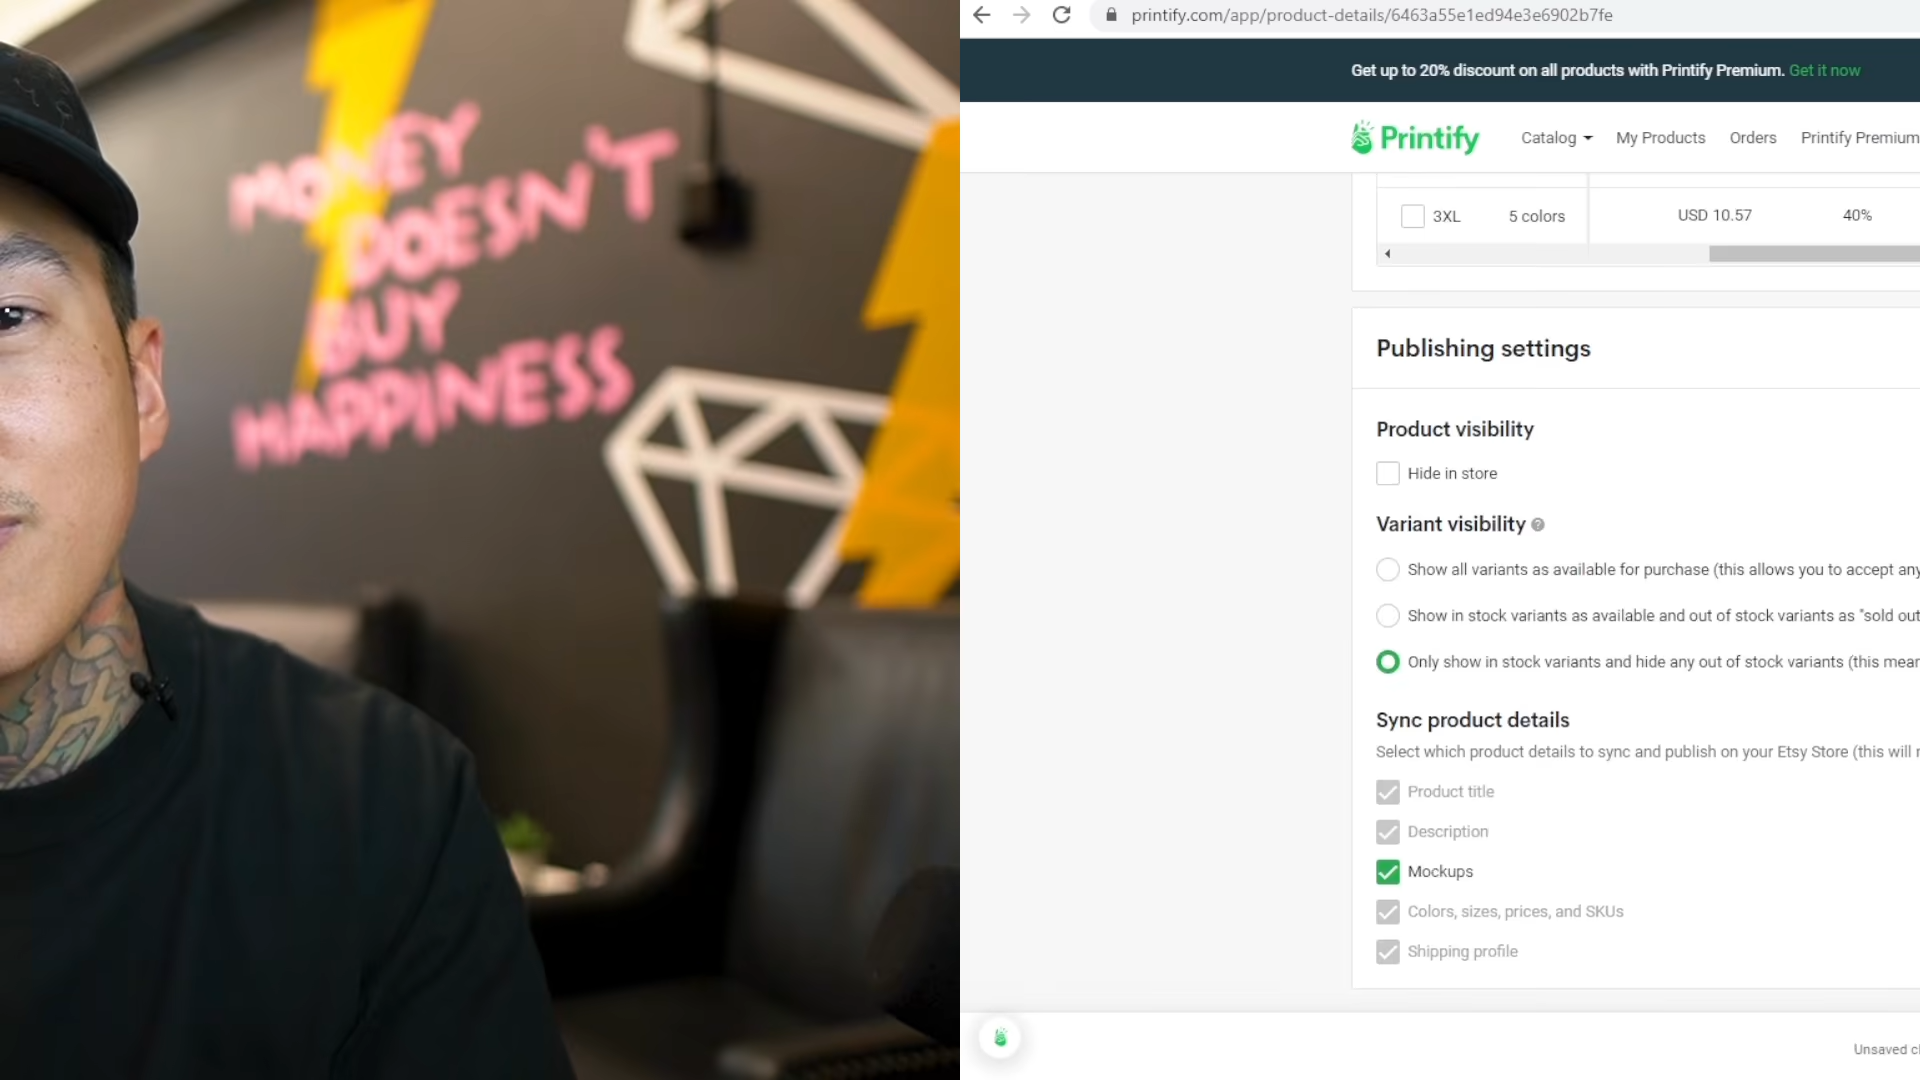 MONEY
DOESN'T
BUY
HAPPINESS
printify.com/app/product-details/6463a55e1ed94e3e6902b7fe
Get up to 20% discount on all products with Printify Premium. Get it now
Printify
Catalog
My Products
Orders
Printify Premium
3XL
5 colors
USD 10.57
40%
Publishing settings
Product visibility
Hide in store
Variant visibility
Show all variants as available for purchase (this allows you to accept any
Show in stock variants as available and out of stock variants as "sold out
Only show in stock variants and hide any out of stock variants (this mean
Sync product details
Select which product details to sync and publish on your Etsy Store (this will
Product title
Description
Mockups
Colors, sizes, prices, and SKUs
Shipping profile
Unsaved